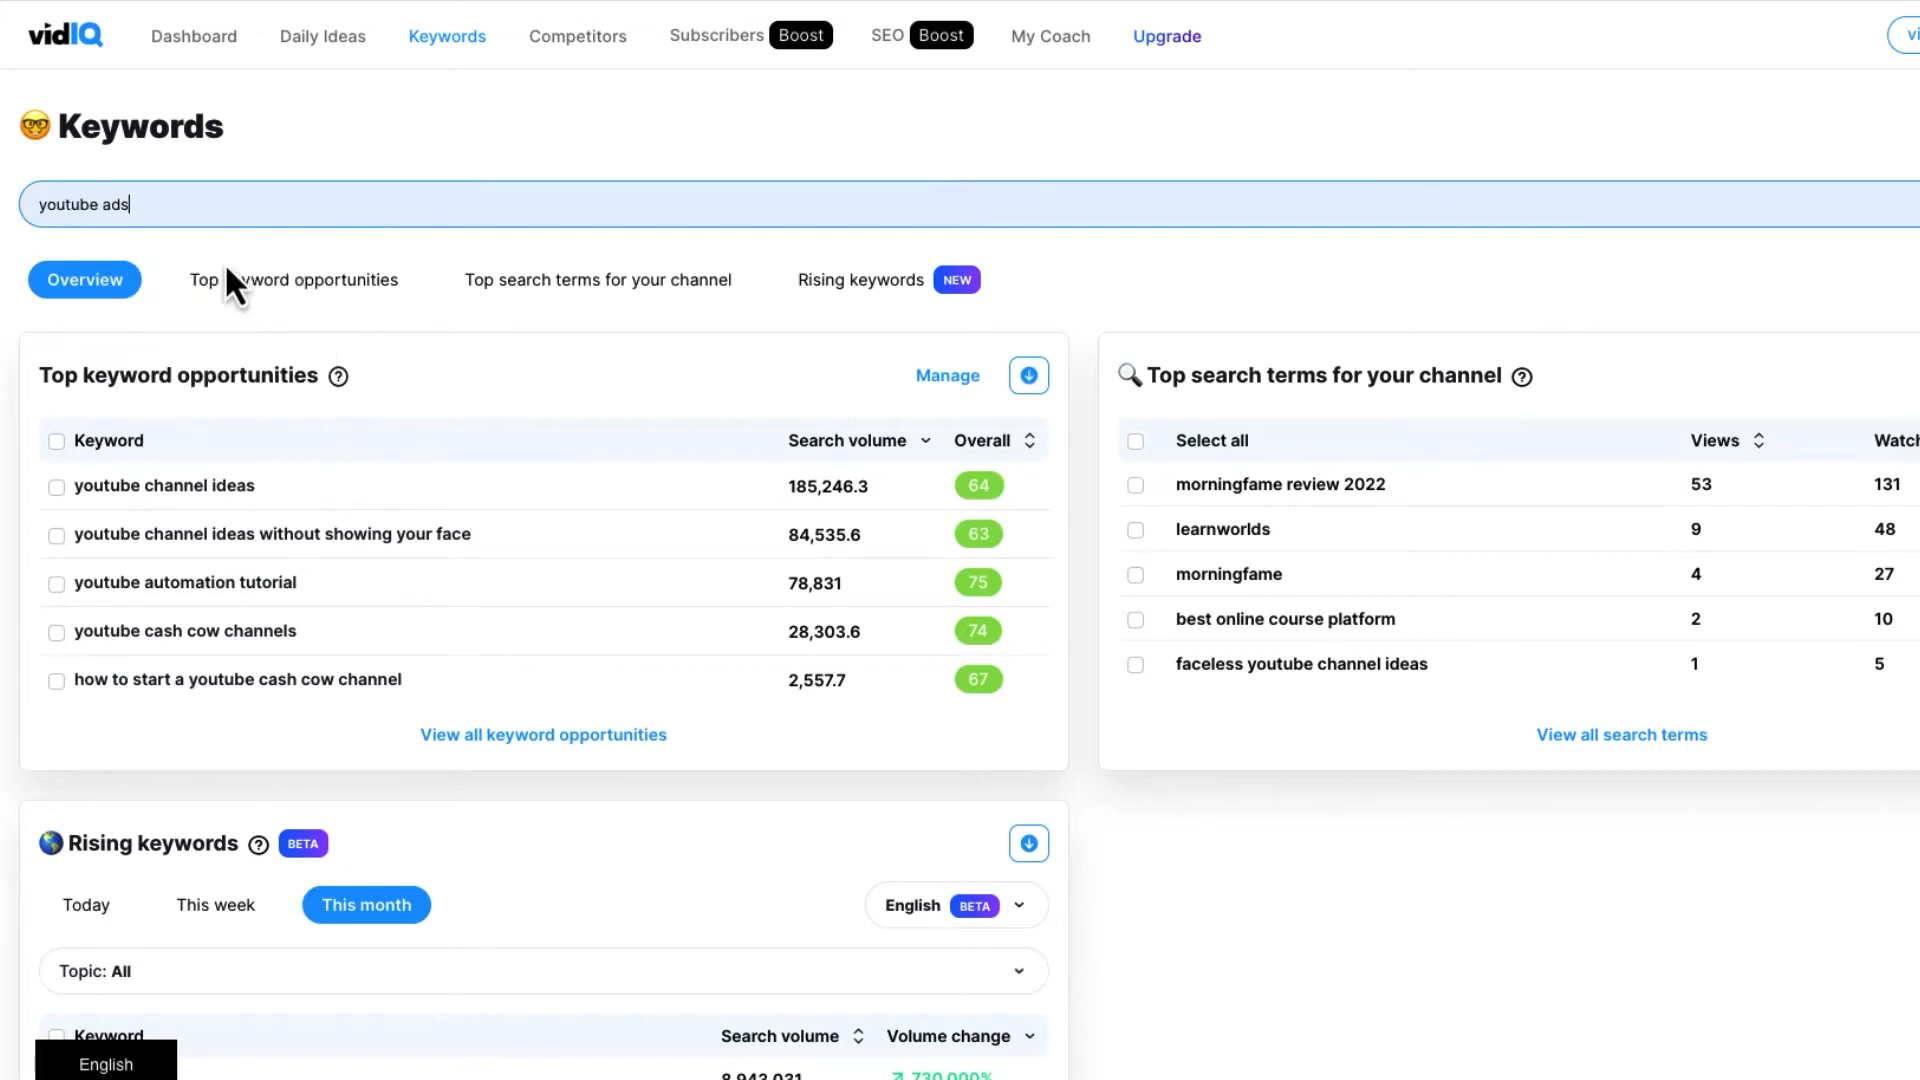 vidIQ Dashboard Daily Ideas Keywords Competitors Subscribers Boost SEO Boost My Coach Upgrade
Keywords
youtube ads
Overview Top keyword opportunities Top search terms for your channel Rising keywords NEW
Top keyword opportunities Manage
Keyword Search volume Overall
youtube channel ideas 185,246.3 64
youtube channel ideas without showing your face 84,535.6 63
youtube automation tutorial 78,831 75
youtube cash cow channels 28,303.6 74
how to start a youtube cash cow channel 2,557.7 67
View all keyword opportunities
Top search terms for your channel
Select all Views Watch
morningfame review 2022 53 131
learnworlds 9 48
morningfame 4 27
best online course platform 2 10
faceless youtube channel ideas 1 5
View all search terms
Rising keywords BETA
Today This week This month English BETA
Topic: All
Keyword Search volume Volume change
8,943,031 730,000%
English